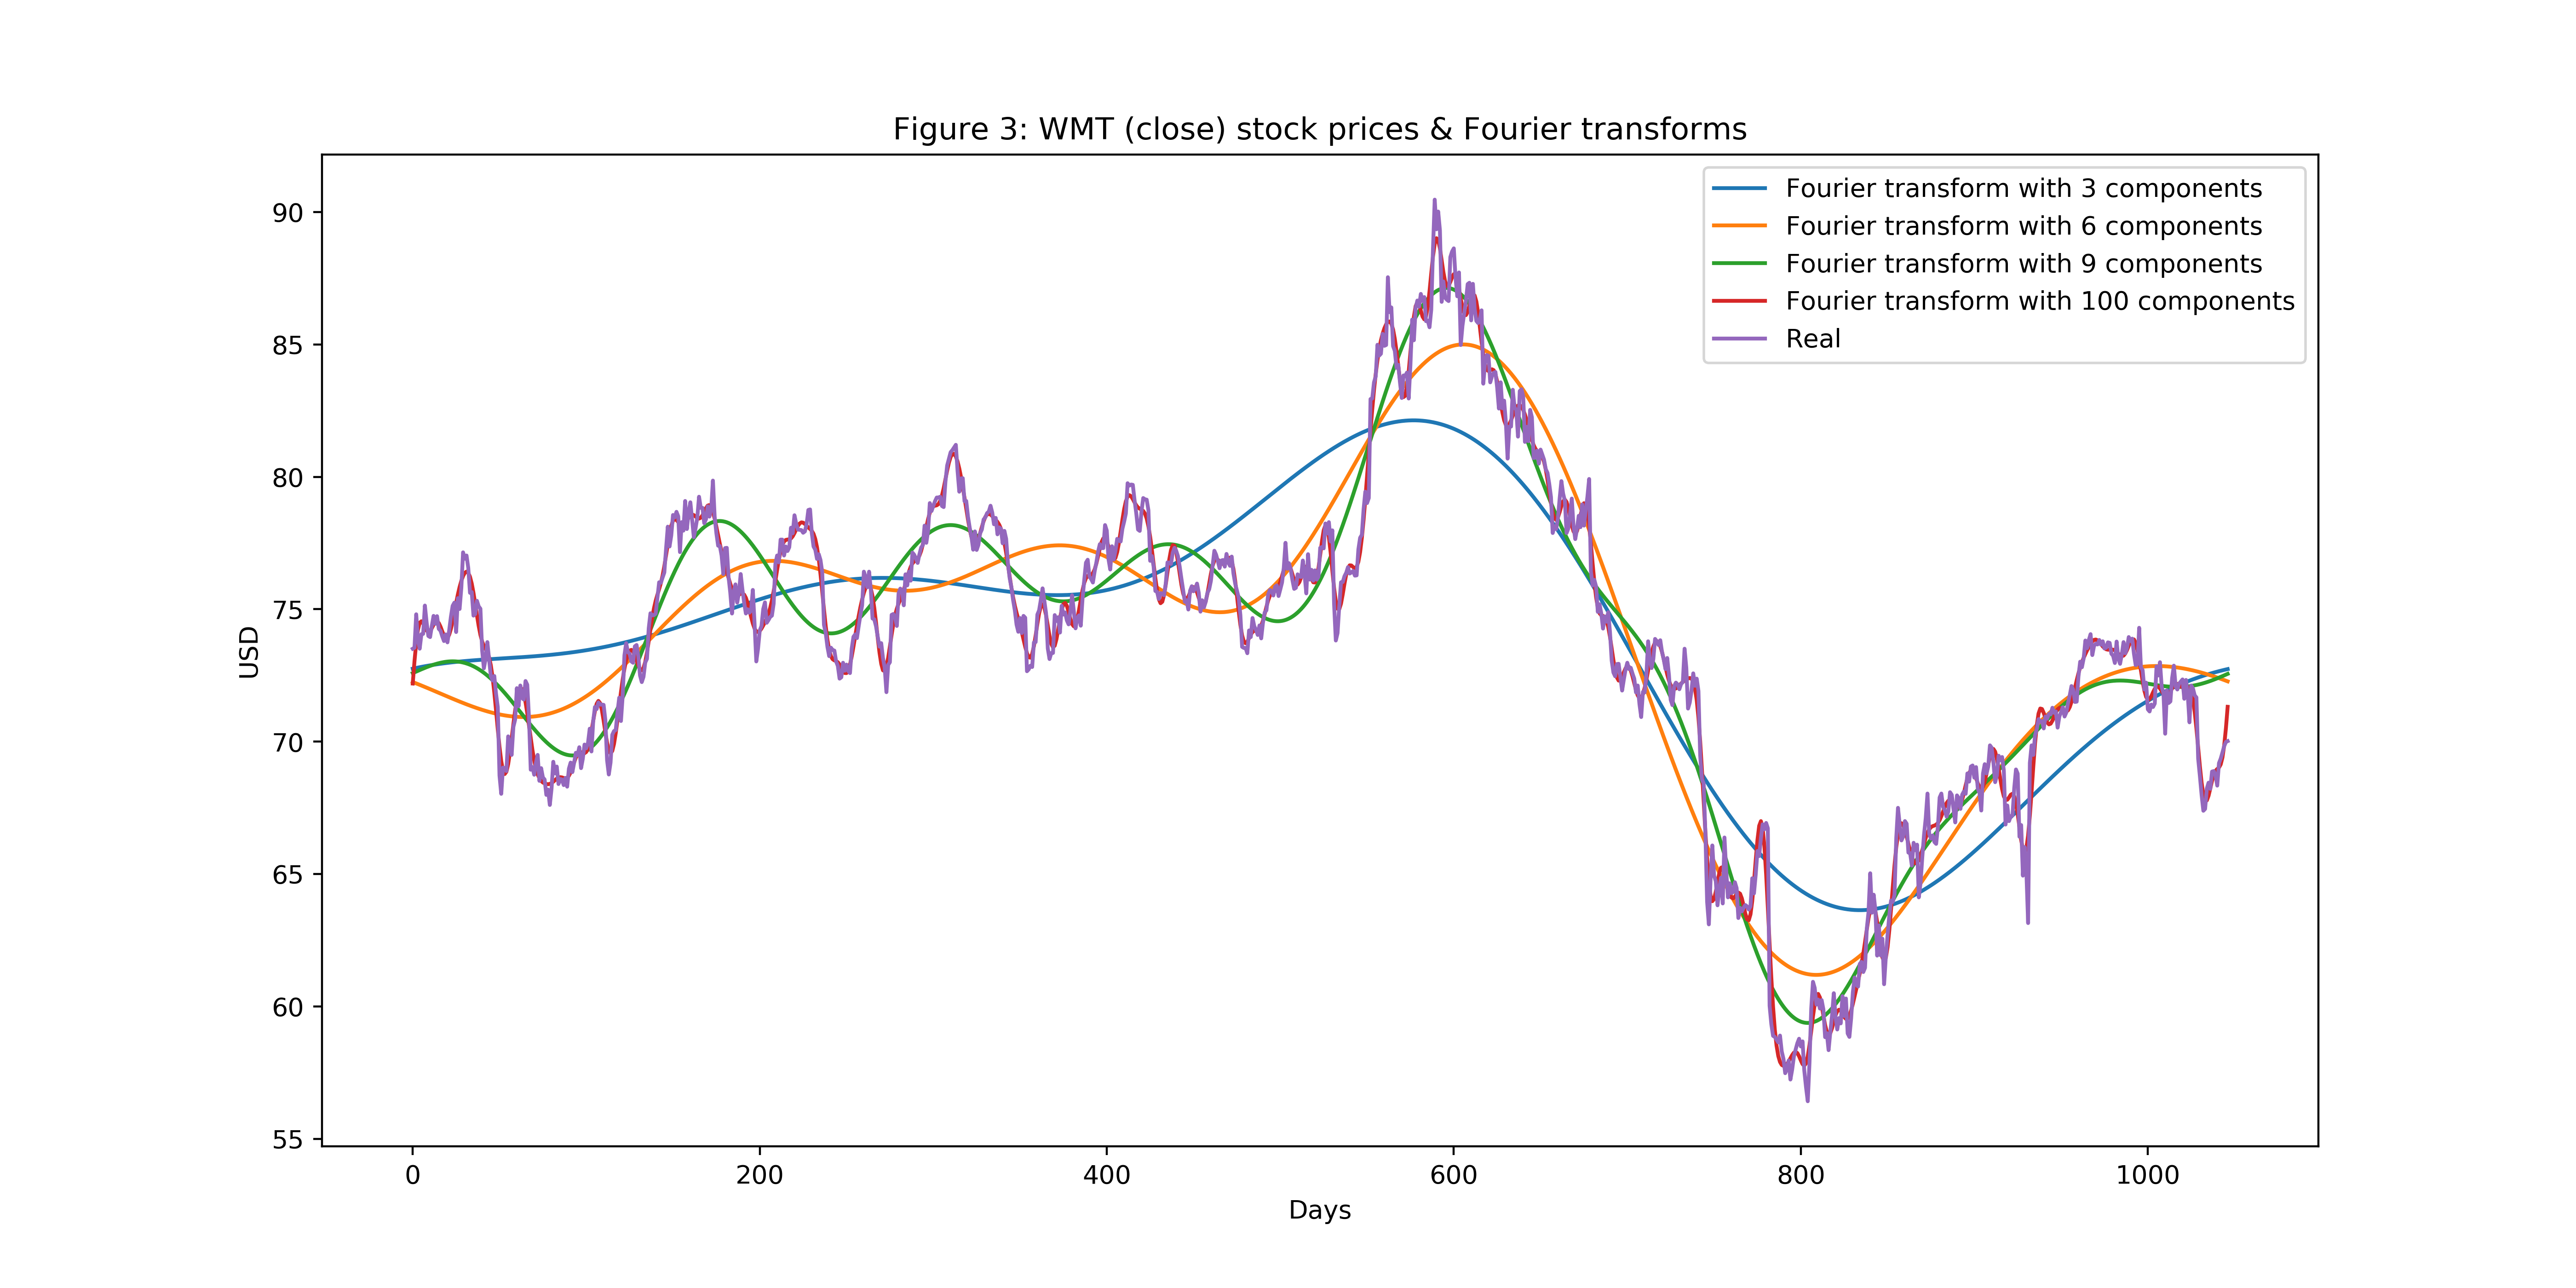 Figure 3: WMT (close) stock prices & Fourier transforms
Fourier transform with 3 components
Fourier transform with 6 components
Fourier transform with 9 components
Fourier transform with 100 components
Real
90
85
80
75
70
65
60
55
USD
0 200 400 600 800 1000
Days